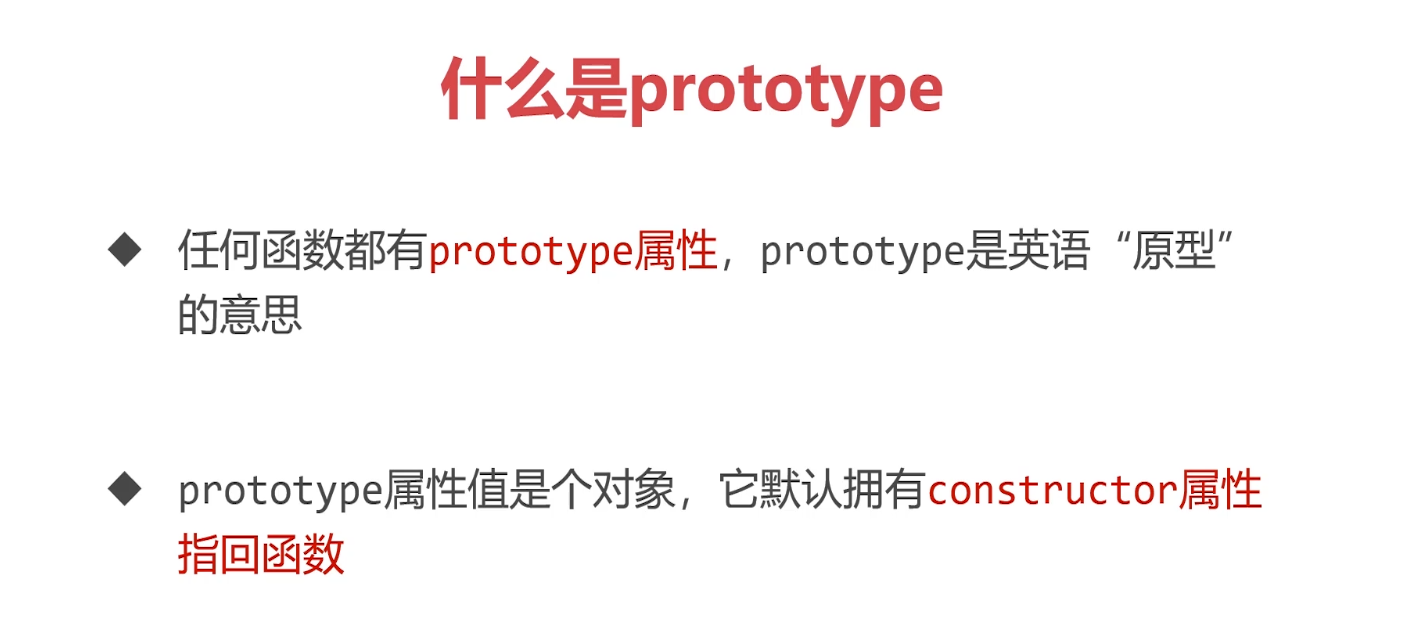 什么是prototype
任何函数都有prototype属性，prototype是英语“原型”
的意思
prototype属性值是个对象，它默认拥有constructor属性
指回函数